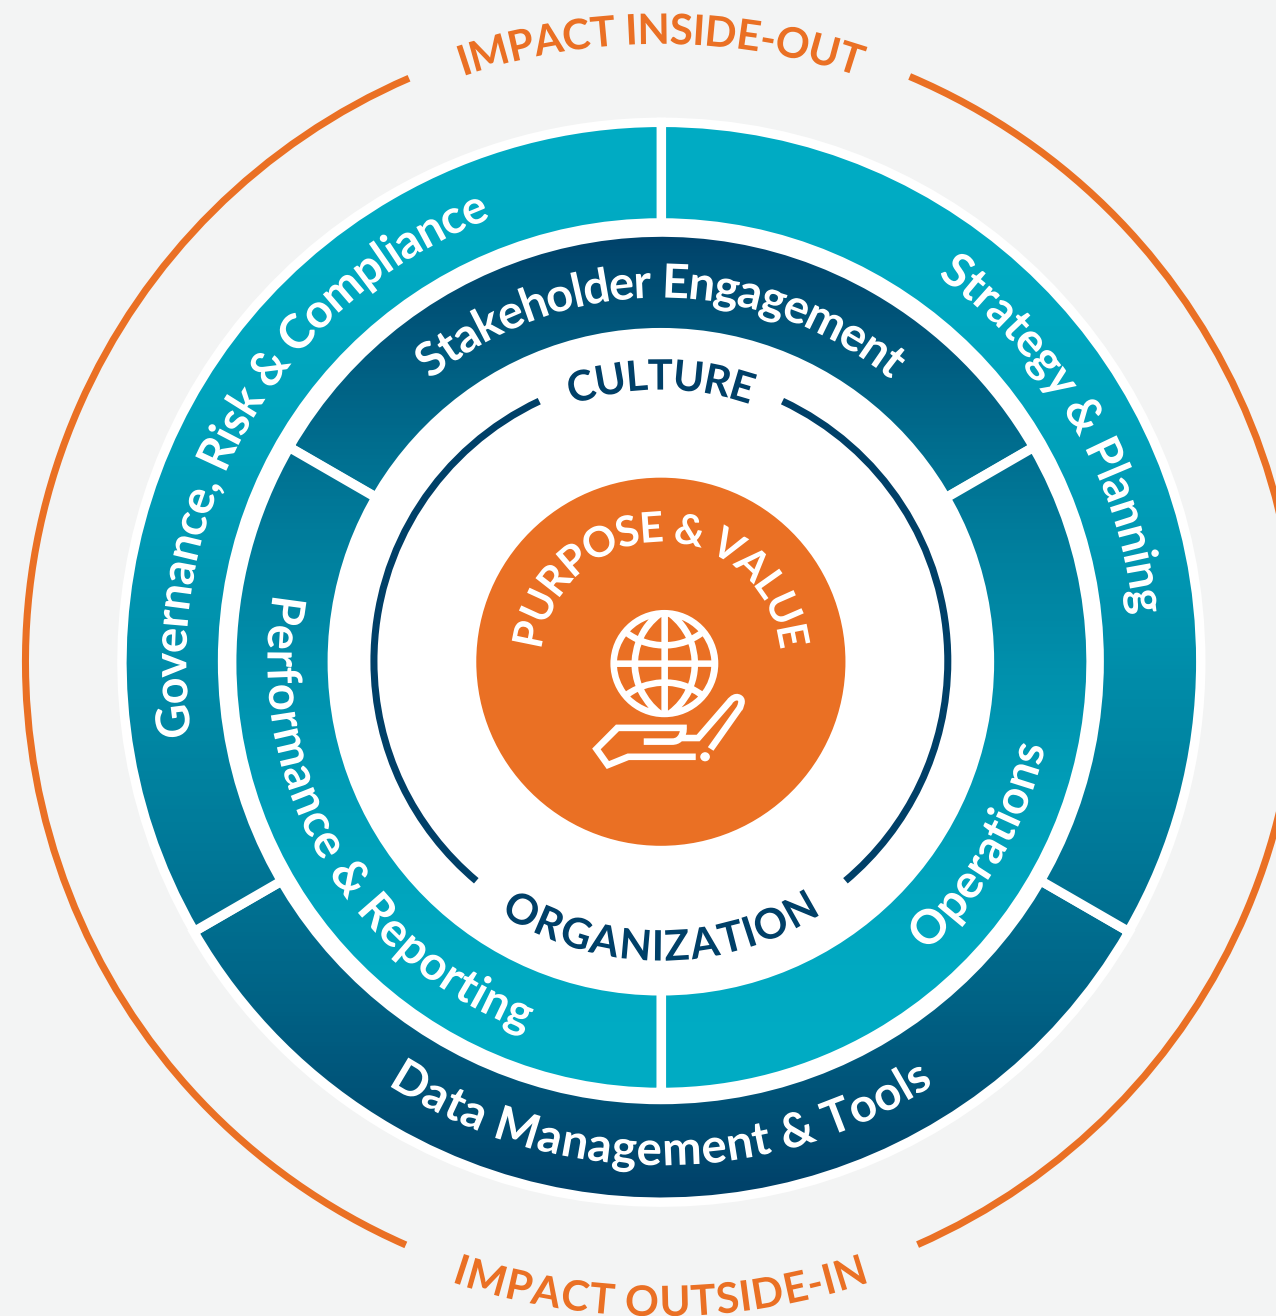 IMPACT INSIDE-OUT
Governance, Risk & Compliance
Strategy & Planning
Stakeholder Engagement
CULTURE
PURPOSE & VALUE
Performance & Reporting
Operations
ORGANIZATION
Data Management & Tools
IMPACT OUTSIDE-IN